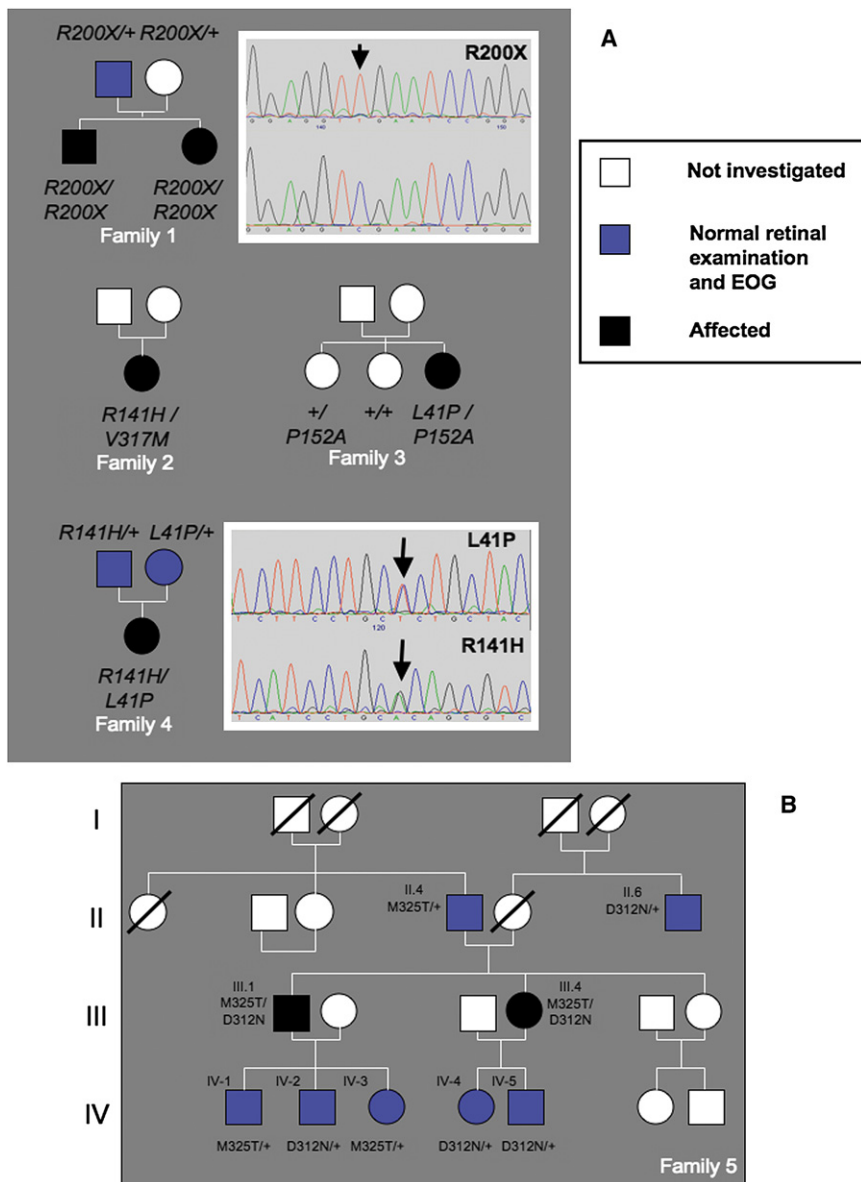 A
R200X/+ R200X/+
R200X
G G A G G T T G A A T C C G G G
140 150
G G A G G T C G A A T C C G G G
R200X/ R200X/
R200X R200X
Family 1
Not investigated
Normal retinal
examination
and EOG
Affected
R141H /
V317M
Family 2
+/ +/+ L41P /
P152A P152A
Family 3
R141H/+ L41P/+
L41P
T C T T C C T G C T C T G C T A C
120
R141H
T C A T C C T G C A C A G C G T C
R141H/
L41P
Family 4
B
I
II
II.4
M325T/+
II.6
D312N/+
III
III.1
M325T/
D312N
III.4
M325T/
D312N
IV
IV-1 IV-2 IV-3 IV-4 IV-5
M325T/+ D312N/+ M325T/+ D312N/+ D312N/+
Family 5